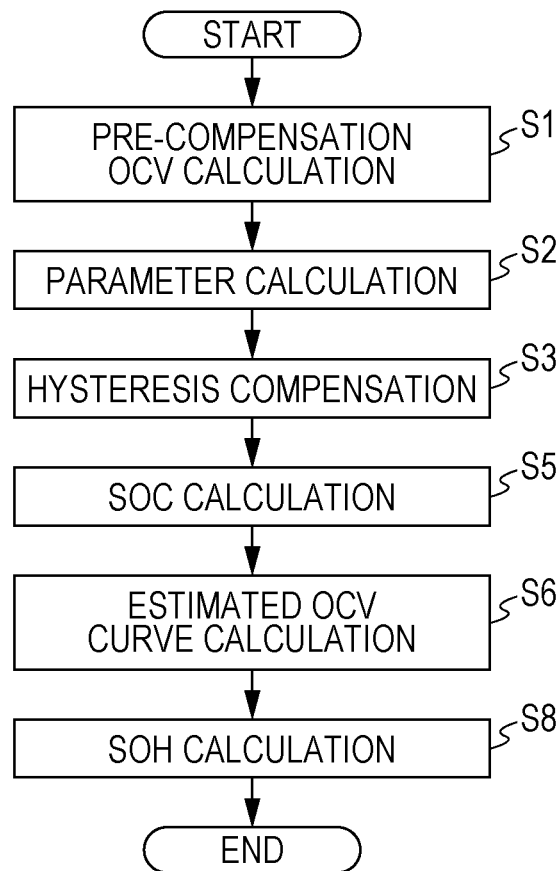 START
PRE-COMPENSATION
OCV CALCULATION
S1
PARAMETER CALCULATION
S2
HYSTERESIS COMPENSATION
S3
SOC CALCULATION
S5
ESTIMATED OCV
CURVE CALCULATION
S6
SOH CALCULATION
S8
END